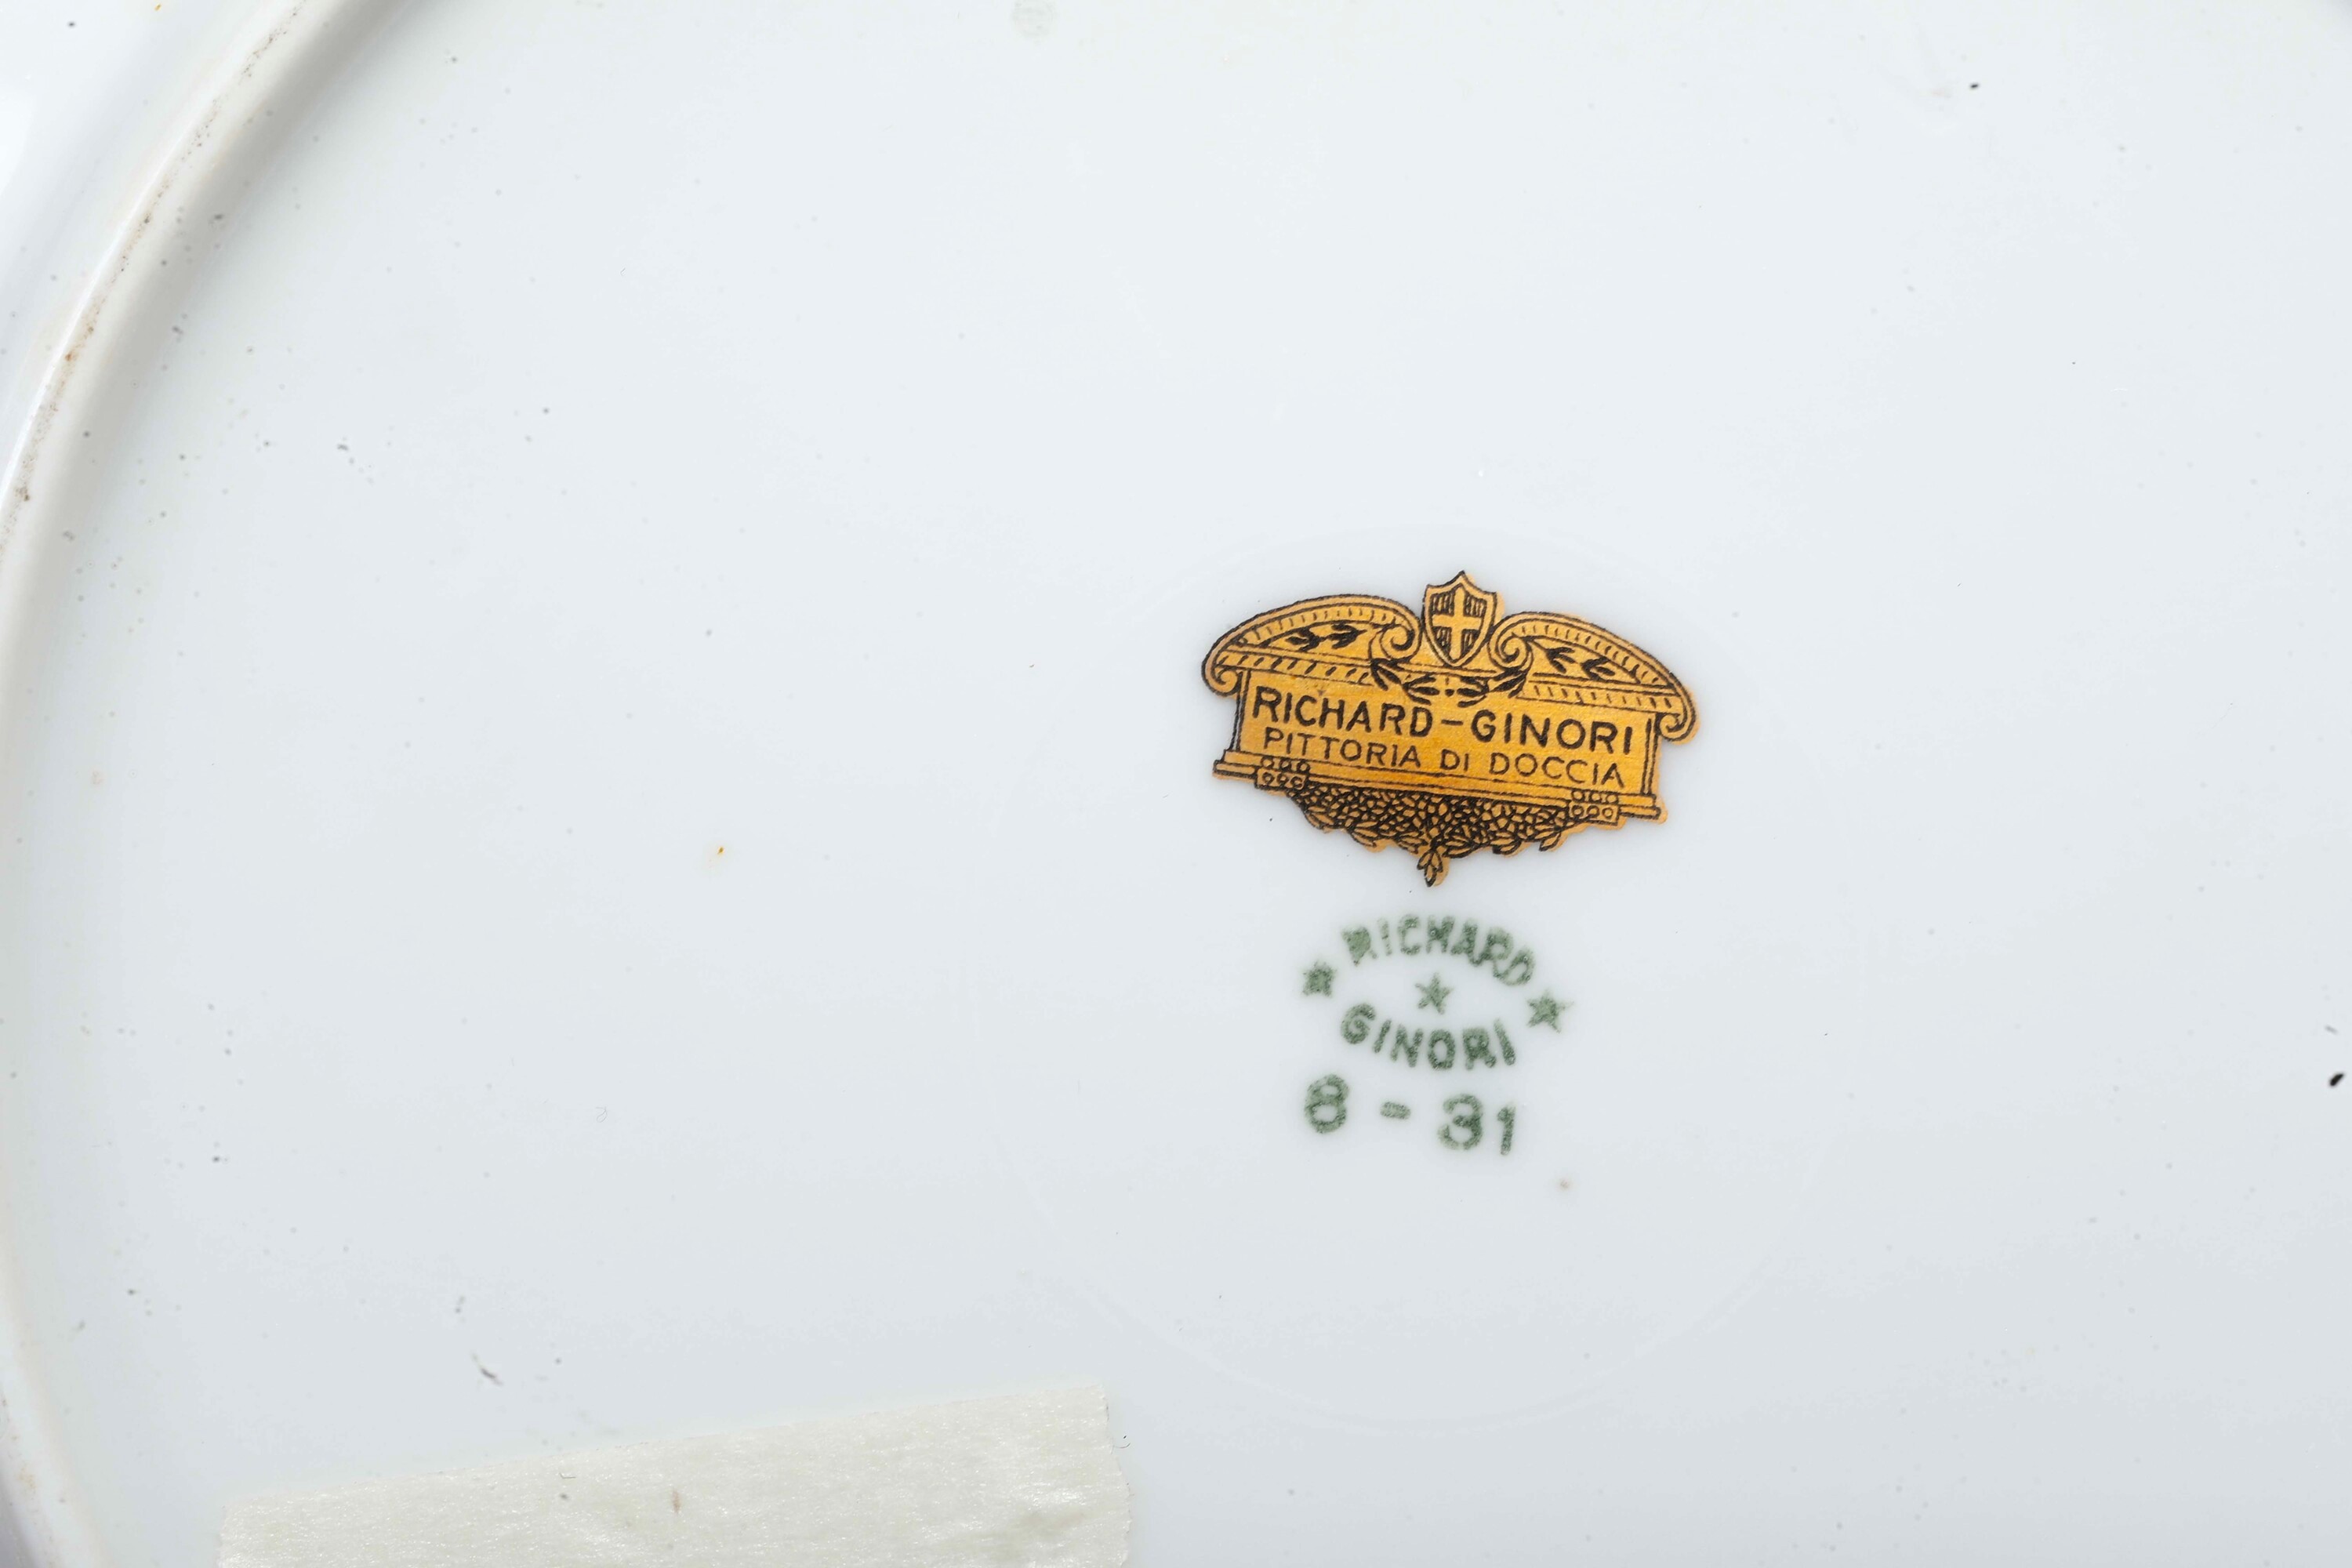 RICHARD-GINORI
PITTORIA DI DOCCIA
RICHARD
GINORI
8-31